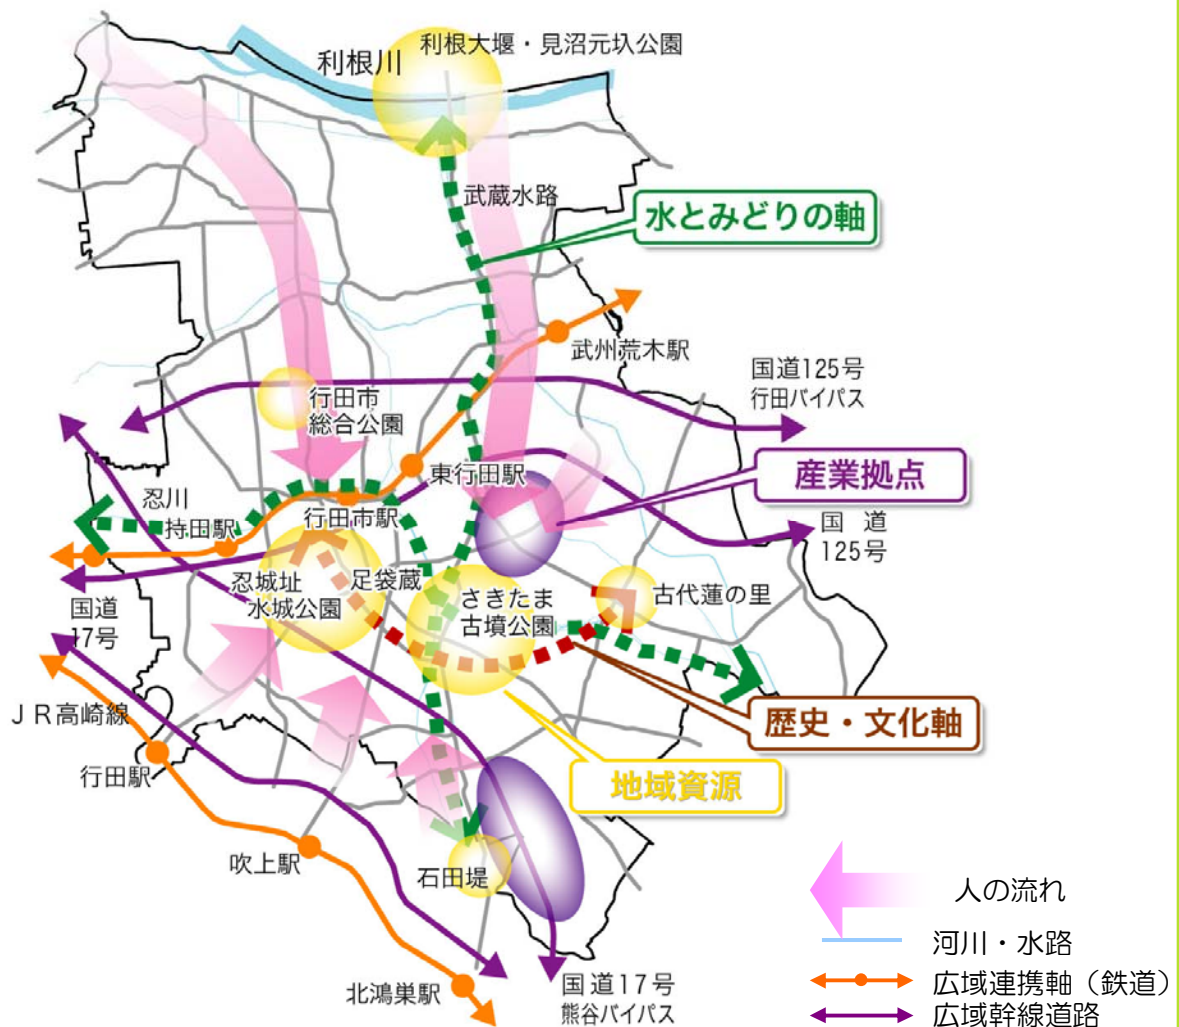 利根大堰・見沼元圦公園
利根川
武蔵水路
水とみどりの軸
武州荒木駅
国道125号
行田バイパス
行田市
総合公園
東行田駅
産業拠点
忍川
持田駅
行田市駅
国 道
125号
忍城址
水城公園
足袋蔵
さきたま
古墳公園
古代蓮の里
国道
17号
ＪＲ高崎線
歴史・文化軸
行田駅
地域資源
吹上駅
石田堤
北鴻巣駅
国道17号
熊谷バイパス
人の流れ
河川・水路
広域連携軸（鉄道）
広域幹線道路